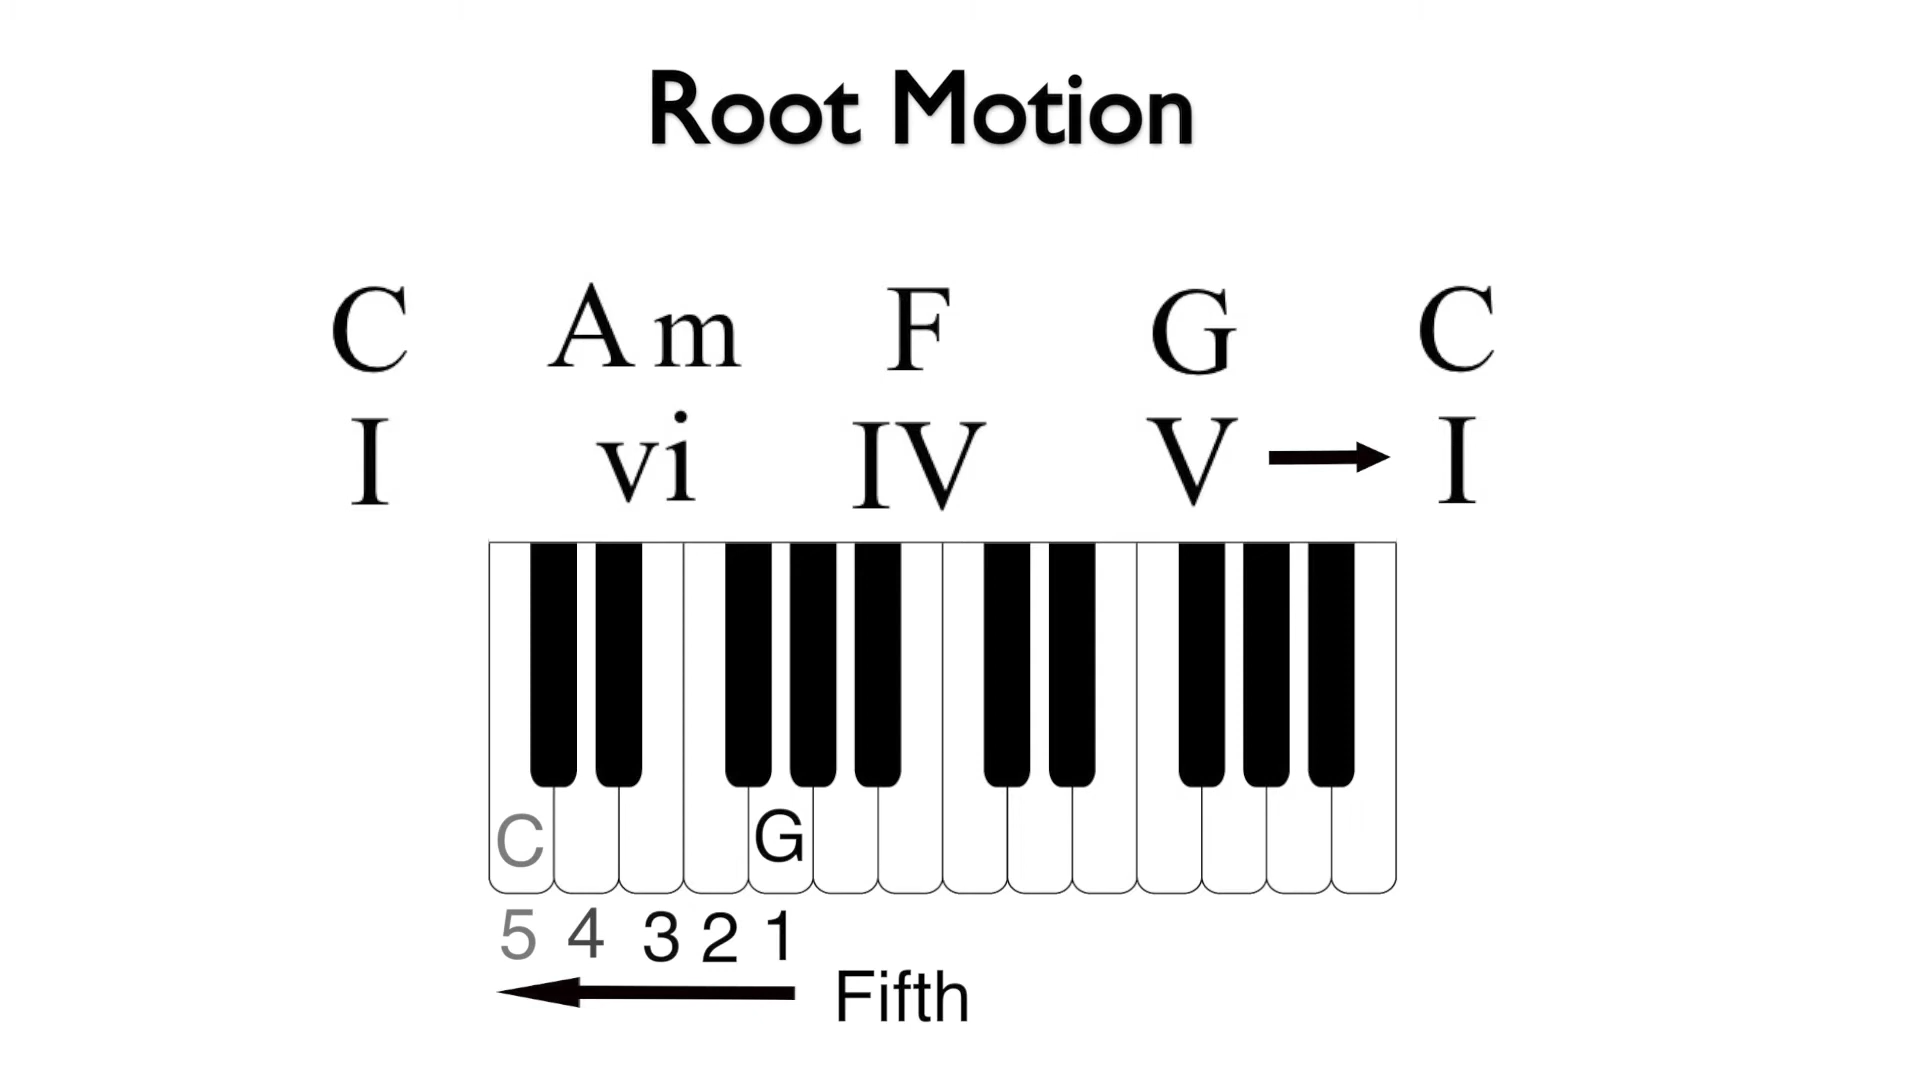 Root Motion
C Am F G C
I vi IV V I
C G
5 4 3 2 1
Fifth